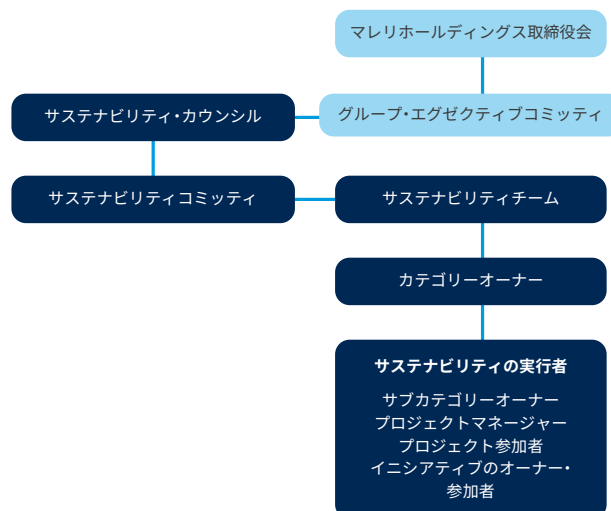 マレリホールディングス取締役会
サステナビリティ・カウンシル
グループ・エグゼクティブコミッティ
サステナビリティコミッティ
サステナビリティチーム
カテゴリーオーナー
サステナビリティの実行者
サブカテゴリーオーナー
プロジェクトマネージャー
プロジェクト参加者
イニシアティブのオーナー・
参加者